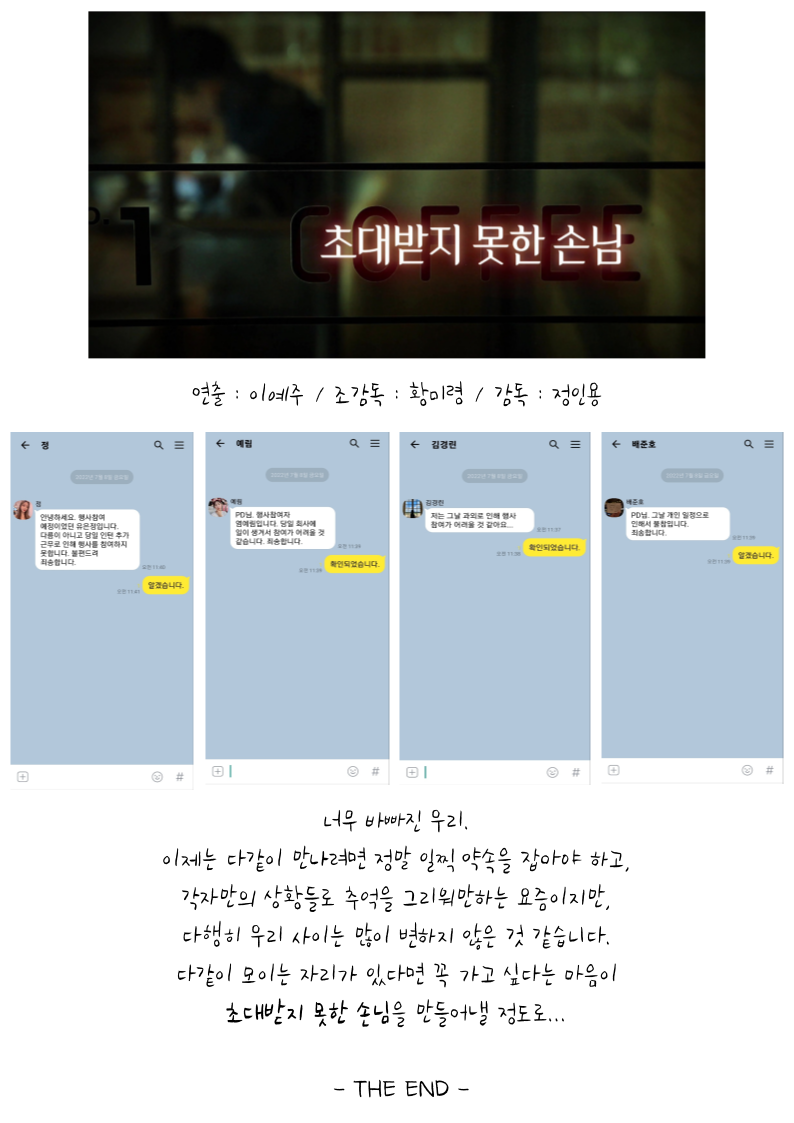 1 COFFEE
초대받지 못한 손님
연출 : 이예주 / 조감독 : 황미령 / 감독 : 정인용
정
2022년 7월 8일 금요일
정
안녕하세요. 행사참여
예정이었던 유은정입니다.
다름이 아니고 당일 인턴 추가
근무로 인해 행사를 참여하지
못합니다. 불편드려
죄송합니다.
오전 11:40
알겠습니다.
오전 11:41
예림
2022년 7월 8일 금요일
예림
PD님. 행사참여자
염예림입니다. 당일 회사에
일이 생겨서 참여가 어려울 것
같습니다. 죄송합니다.
오전 11:39
확인되었습니다.
오전 11:39
김경린
2022년 7월 8일 금요일
김경린
저는 그날 과외로 인해 행사
참여가 어려울 것 같아요...
오전 11:37
확인되었습니다.
오전 11:38
배준호
2022년 7월 8일 금요일
배준호
PD님. 그날 개인 일정으로
인해서 불참입니다.
죄송합니다.
오전 11:39
알겠습니다.
오전 11:39
너무 바빠진 우리.
이제는 다같이 만나려면 정말 일찍 약속을 잡아야 하고,
각자만의 상황들로 추억을 그리워만하는 요즘이지만,
다행히 우리 사이는 많이 변하지 않은 것 같습니다.
다같이 모이는 자리가 있다면 꼭 가고 싶다는 마음이
초대받지 못한 손님을 만들어낼 정도로...
- THE END -